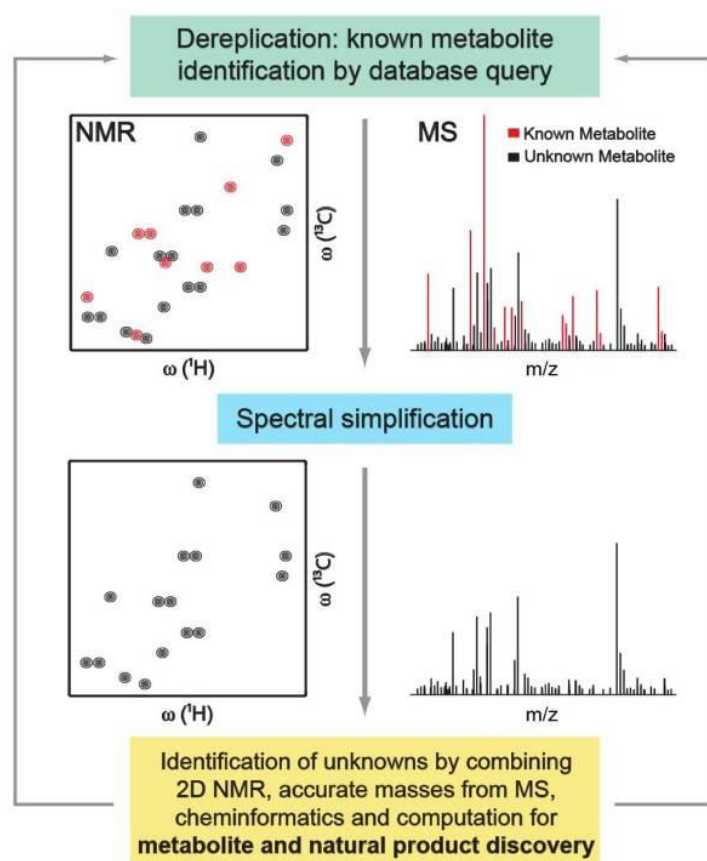 Dereplication: known metabolite
identification by database query
NMR
ω (¹³C)
ω (¹H)
MS
Known Metabolite
Unknown Metabolite
m/z
Spectral simplification
ω (¹³C)
ω (¹H)
m/z
Identification of unknowns by combining
2D NMR, accurate masses from MS,
cheminformatics and computation for
metabolite and natural product discovery